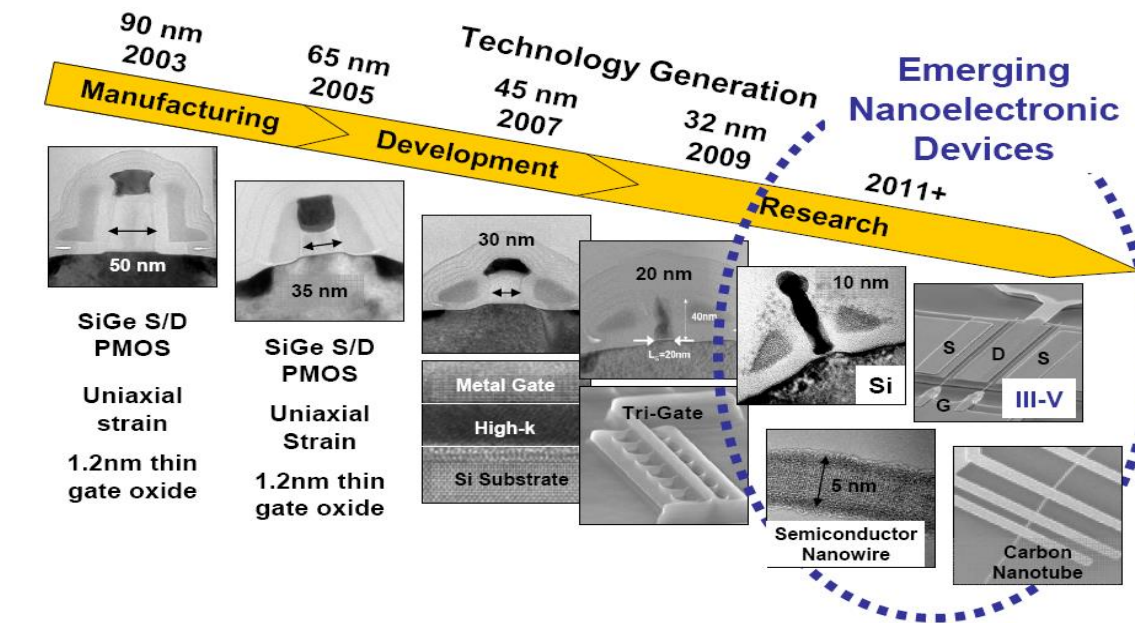 90 nm
2003
65 nm
2005
Technology Generation
45 nm
2007
32 nm
2009
2011+
Emerging
Nanoelectronic
Devices
Manufacturing
Development
Research
50 nm
SiGe S/D
PMOS
Uniaxial
strain
1.2nm thin
gate oxide
35 nm
SiGe S/D
PMOS
Uniaxial
Strain
1.2nm thin
gate oxide
30 nm
Metal Gate
High-k
Si Substrate
20 nm
40nm
Lg=20nm
Tri-Gate
10 nm
Si
S
D
S
G
III-V
5 nm
Semiconductor
Nanowire
Carbon
Nanotube